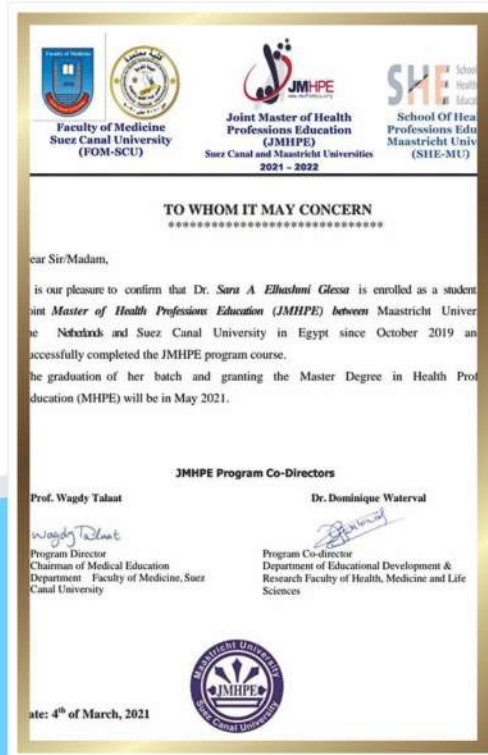 Faculty of Medicine
Suez Canal University
(FOM-SCU)
JMHPE
Joint Master of Health
Professions Education
(JMHPE)
Suez Canal and Maastricht Universities
2021 – 2022
SHE
School
Health
Educat
School Of Hea
Professions Edu
Maastricht Univ
(SHE-MU)
TO WHOM IT MAY CONCERN
******************************
ear Sir/Madam,
is our pleasure to confirm that Dr. Sara A Elhashmi Glessa is enrolled as a student
oint Master of Health Professions Education (JMHPE) between Maastricht Univer
he Netherlands and Suez Canal University in Egypt since October 2019 an
uccessfully completed the JMHPE program course.
he graduation of her batch and granting the Master Degree in Health Prof
ducation (MHPE) will be in May 2021.
JMHPE Program Co-Directors
Prof. Wagdy Talaat
Dr. Dominique Waterval
Wagdy Talaat
Program Director
Chairman of Medical Education
Department Faculty of Medicine, Suez
Canal University
Program Co-director
Department of Educational Development &
Research Faculty of Health, Medicine and Life
Sciences
Maastricht University
JMHPE
Suez Canal University
ate: 4th of March, 2021